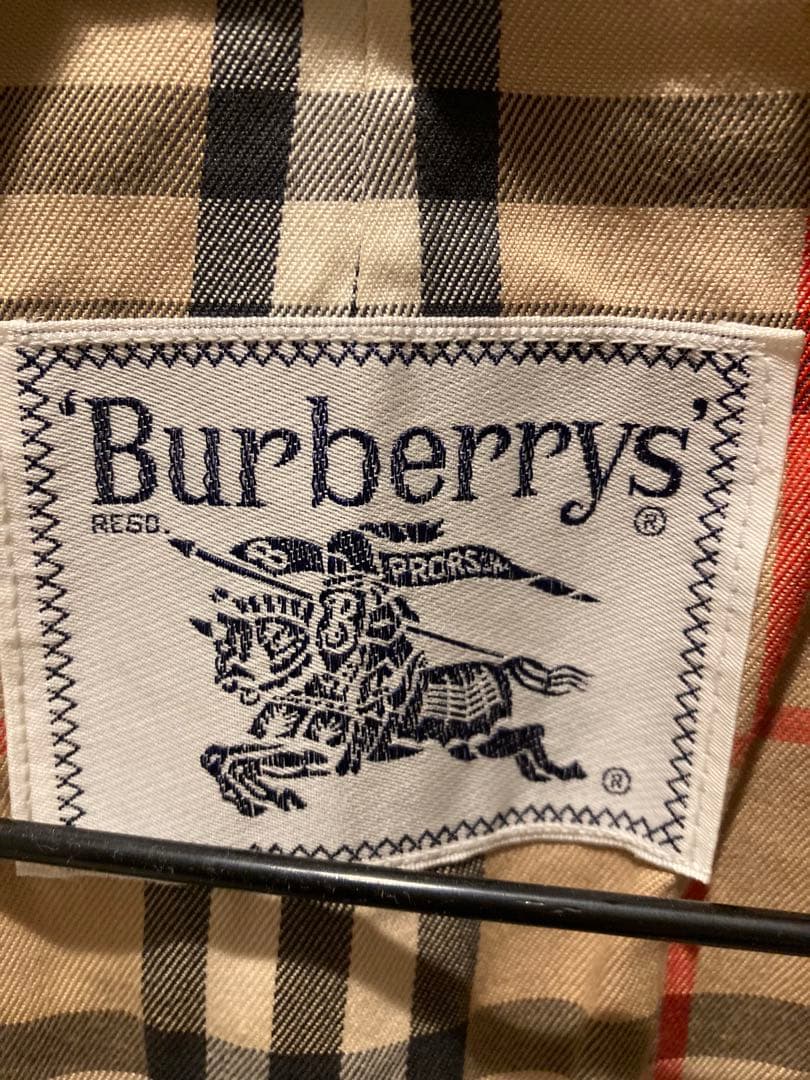 'Burberrys'
REGD. ®
PRORSUM
B
®